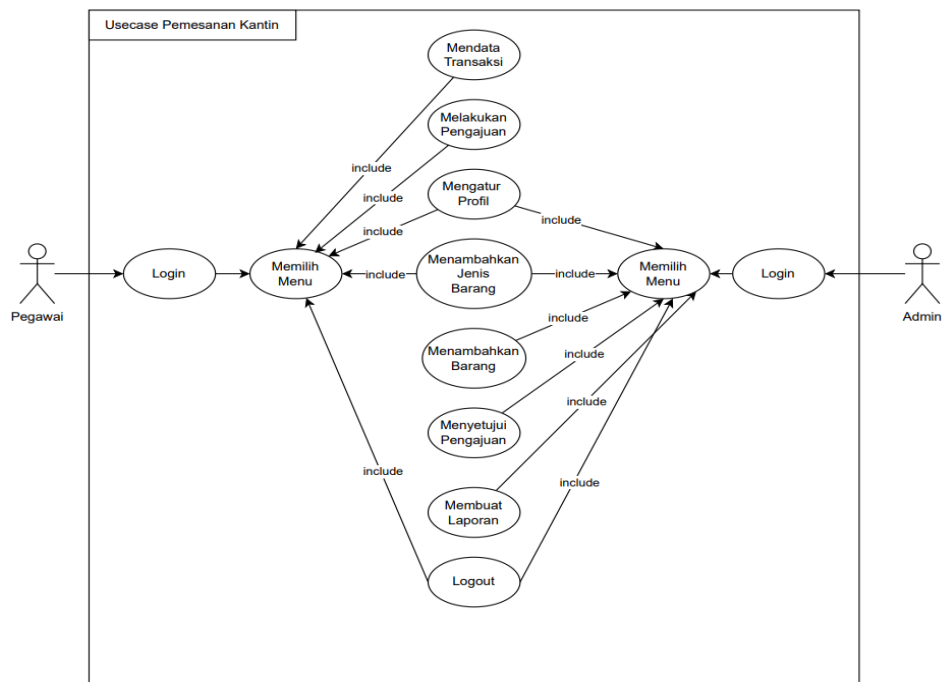 Usecase Pemesanan Kantin
Mendata
Transaksi
Melakukan
Pengajuan
include
include
Mengatur
Profil
include
include
Pegawai
Login
Memilih
Menu
include
Menambahkan
Jenis
Barang
include
Memilih
Menu
Login
Admin
include
Menambahkan
Barang
include
include
Menyetujui
Pengajuan
include
include
Membuat
Laporan
Logout